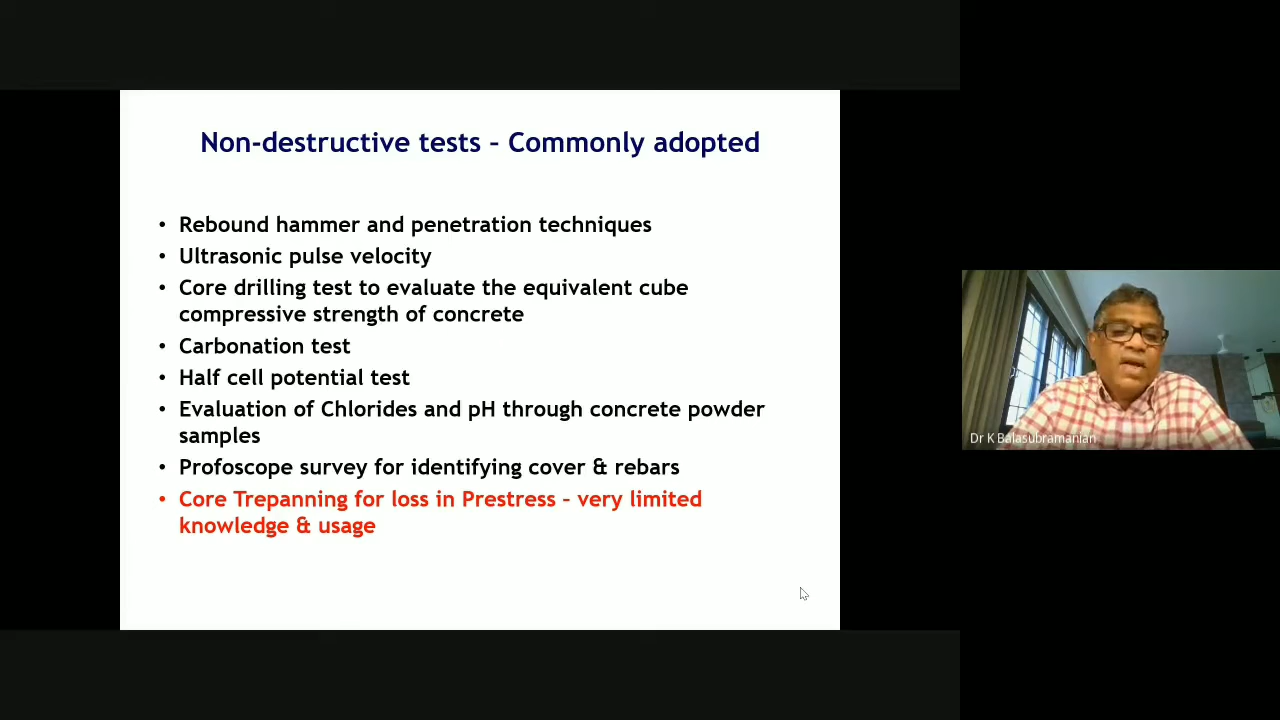 Non-destructive tests – Commonly adopted
• Rebound hammer and penetration techniques
• Ultrasonic pulse velocity
• Core drilling test to evaluate the equivalent cube
compressive strength of concrete
• Carbonation test
• Half cell potential test
• Evaluation of Chlorides and pH through concrete powder
samples
• Profoscope survey for identifying cover & rebars
• Core Trepanning for loss in Prestress – very limited
knowledge & usage
Dr K Balasubramanian